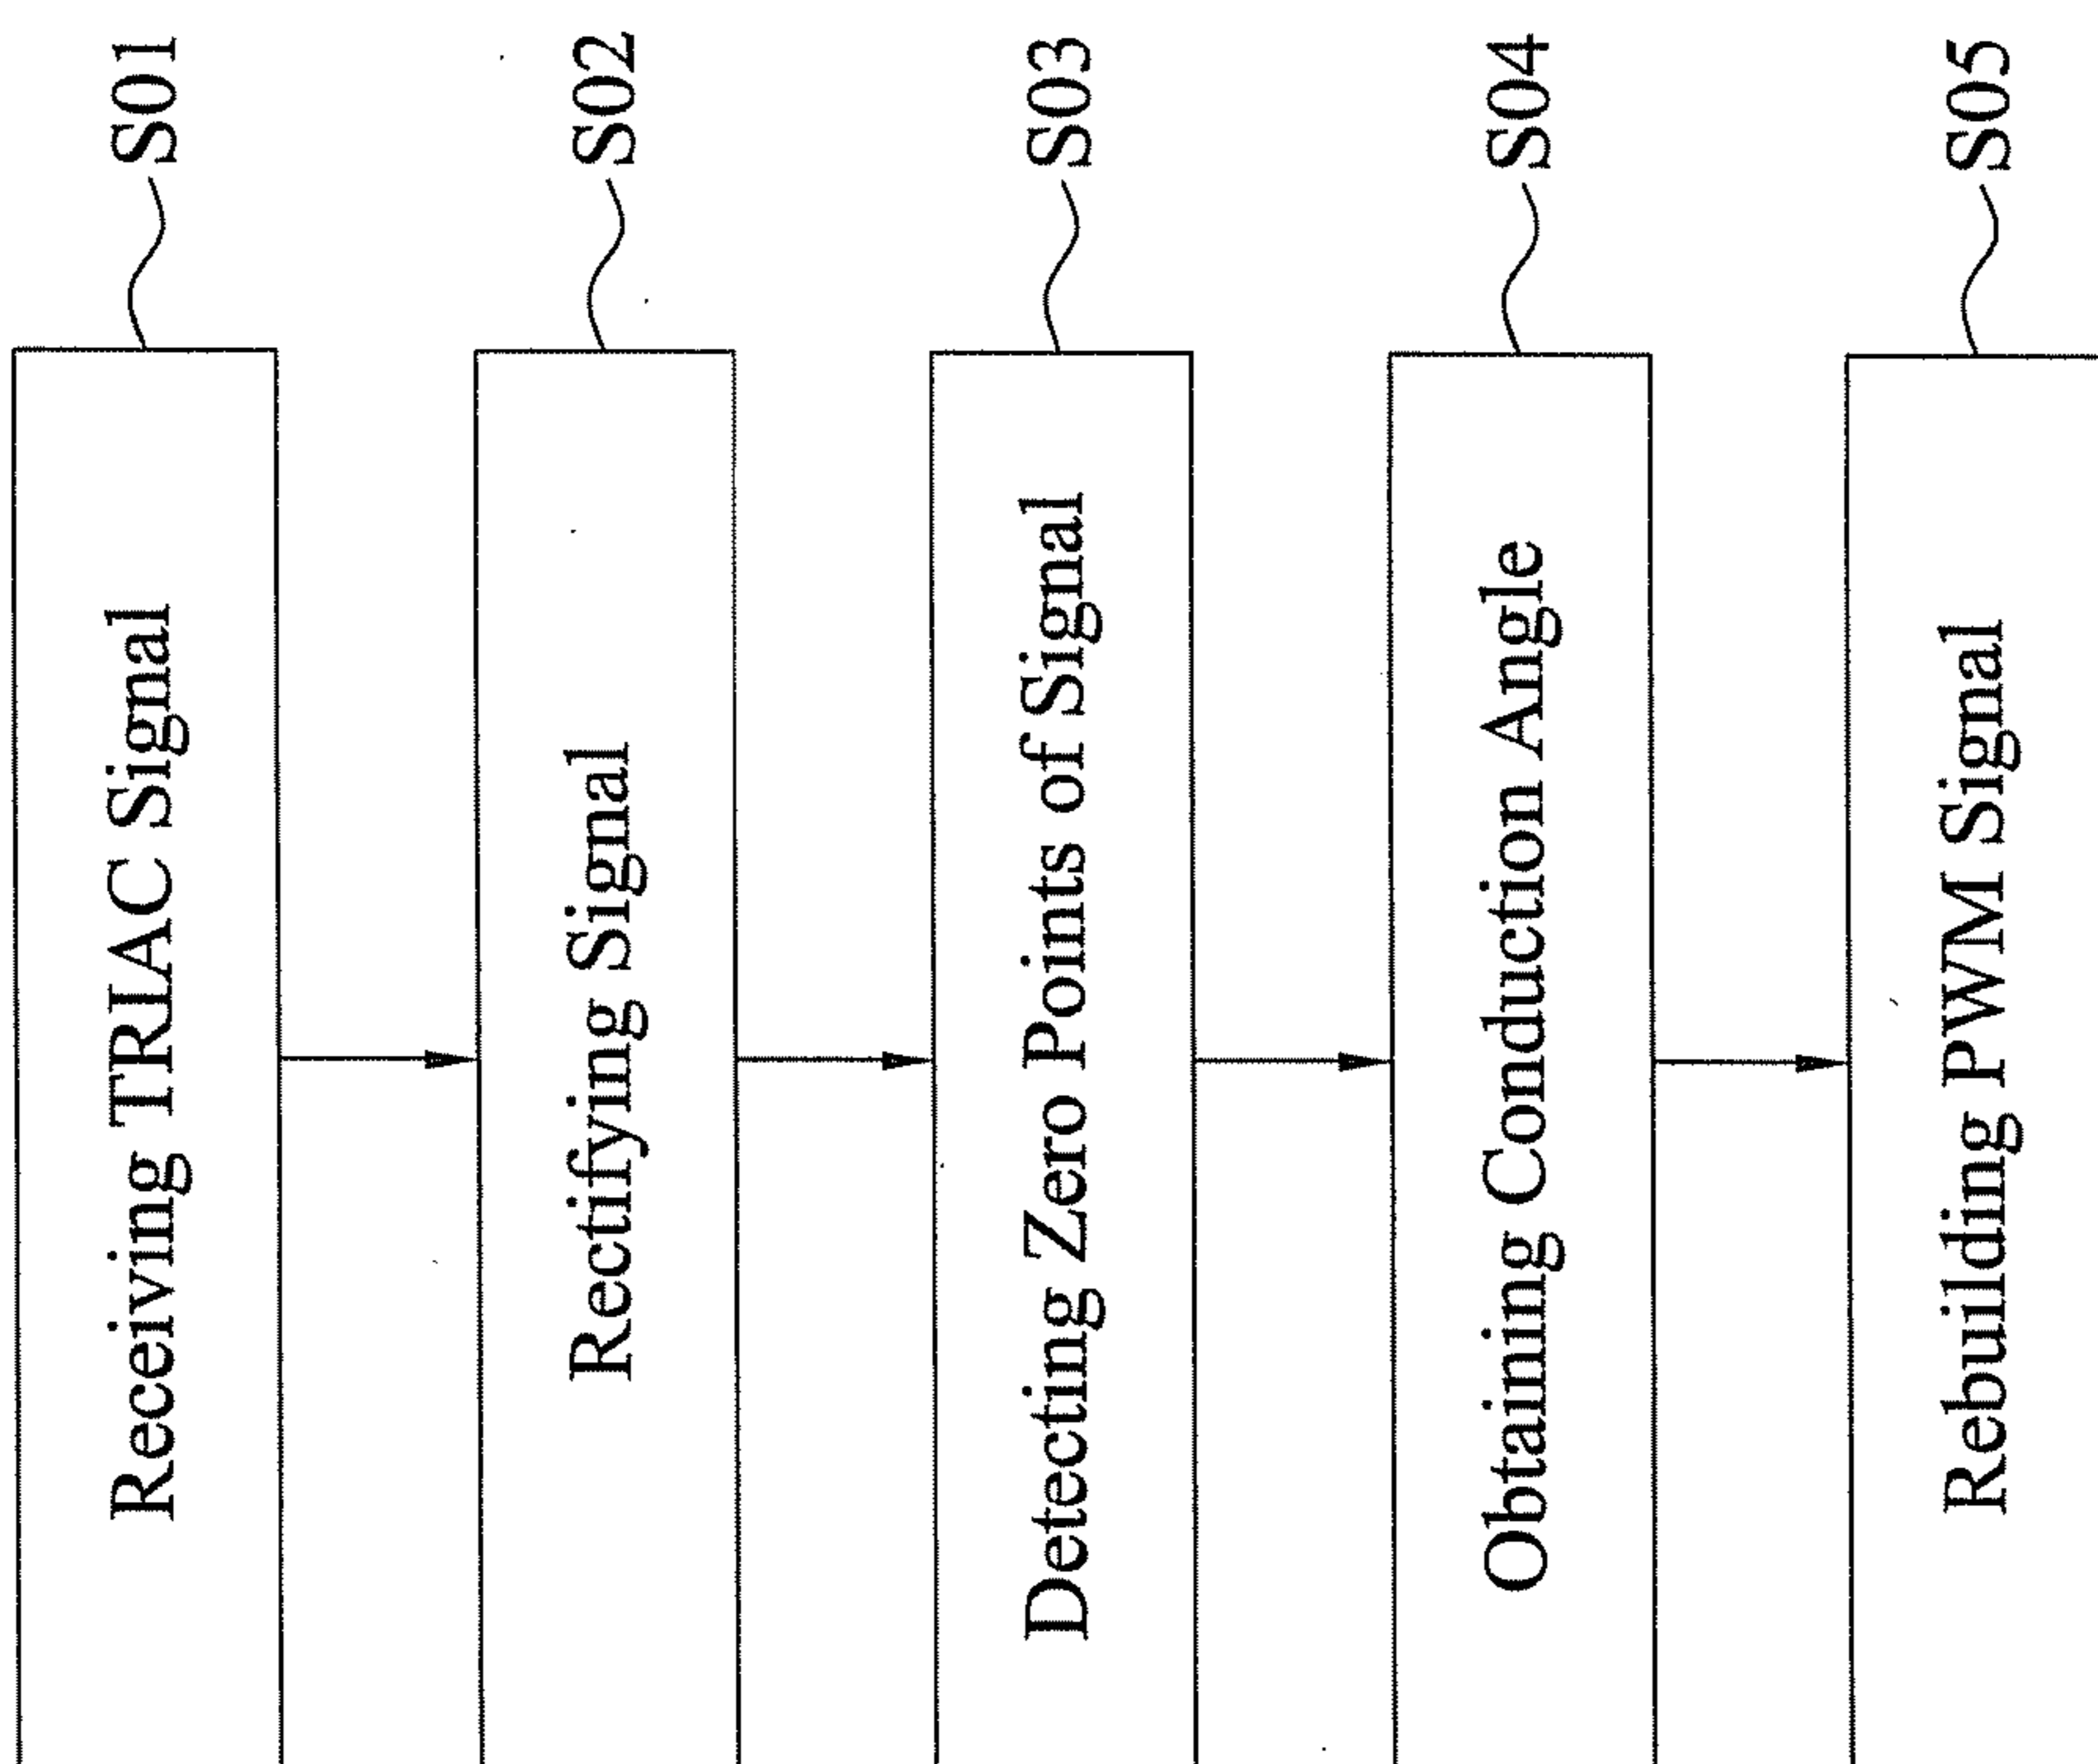 Receiving TRIAC Signal
S01
Rectifying Signal
S02
Detecting Zero Points of Signal
S03
Obtaining Conduction Angle
S04
Rebuilding PWM Signal
S05